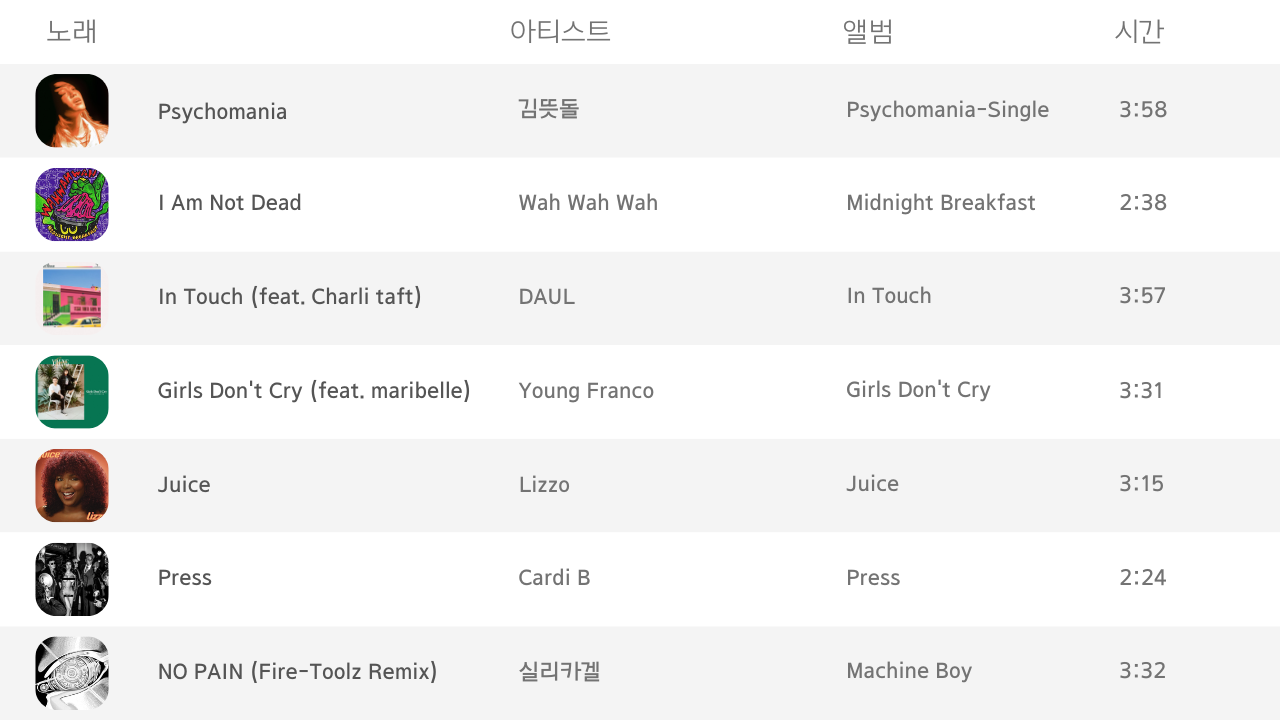 노래 아티스트 앨범 시간
Psychomania 김뜻돌 Psychomania-Single 3:58
I Am Not Dead Wah Wah Wah Midnight Breakfast 2:38
In Touch (feat. Charli taft) DAUL In Touch 3:57
Girls Don't Cry (feat. maribelle) Young Franco Girls Don't Cry 3:31
Juice Lizzo Juice 3:15
Press Cardi B Press 2:24
NO PAIN (Fire-Toolz Remix) 실리카겔 Machine Boy 3:32